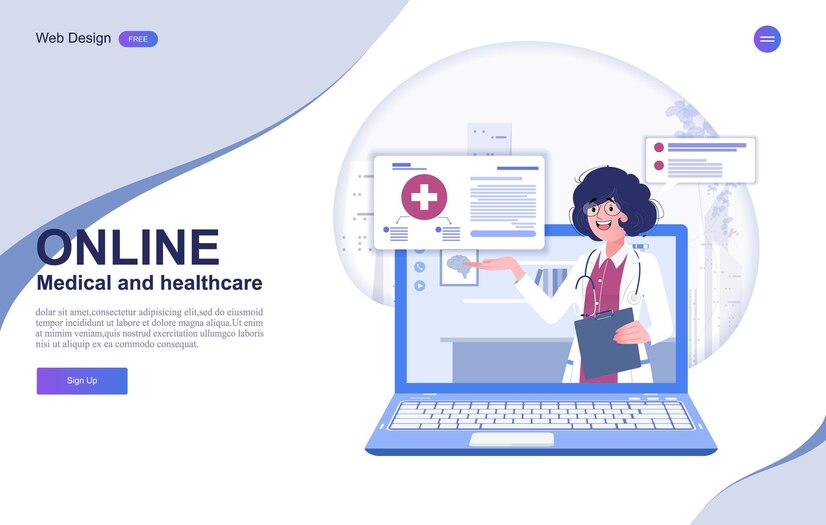 Web Design
FREE
ONLINE
Medical and healthcare
dolar sit amet,consectetur adipisicing elit,sed do eiusmoid
tempor incididunt ut labore et dolore magna aliqua.Ut enim
at mimim veniam,quis nostrud exercitation ullumgco laboris
nisi ut aliquip ex ea commodo consequat.
Sign Up